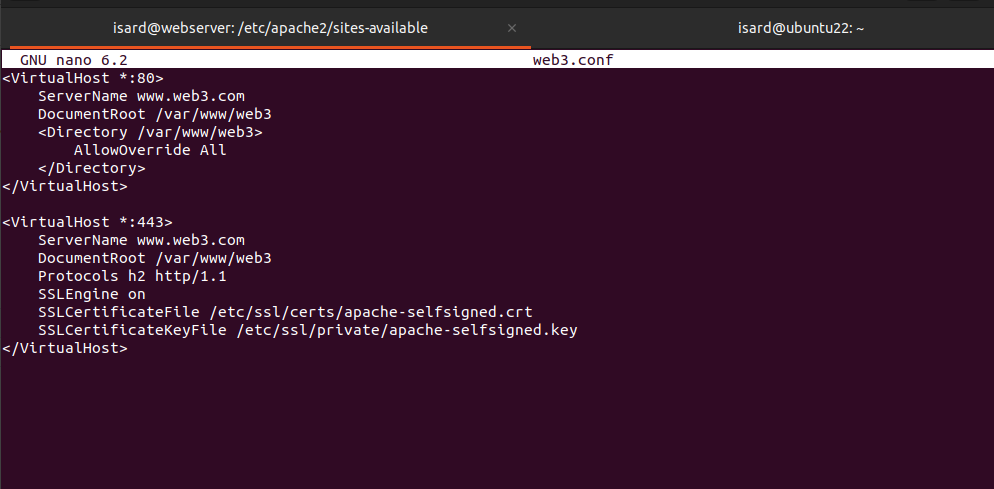 isard@webserver: /etc/apache2/sites-available × isard@ubuntu22: ~
GNU nano 6.2 web3.conf
<VirtualHost *:80>
    ServerName www.web3.com
    DocumentRoot /var/www/web3
    <Directory /var/www/web3>
        AllowOverride All
    </Directory>
</VirtualHost>

<VirtualHost *:443>
    ServerName www.web3.com
    DocumentRoot /var/www/web3
    Protocols h2 http/1.1
    SSLEngine on
    SSLCertificateFile /etc/ssl/certs/apache-selfsigned.crt
    SSLCertificateKeyFile /etc/ssl/private/apache-selfsigned.key
</VirtualHost>